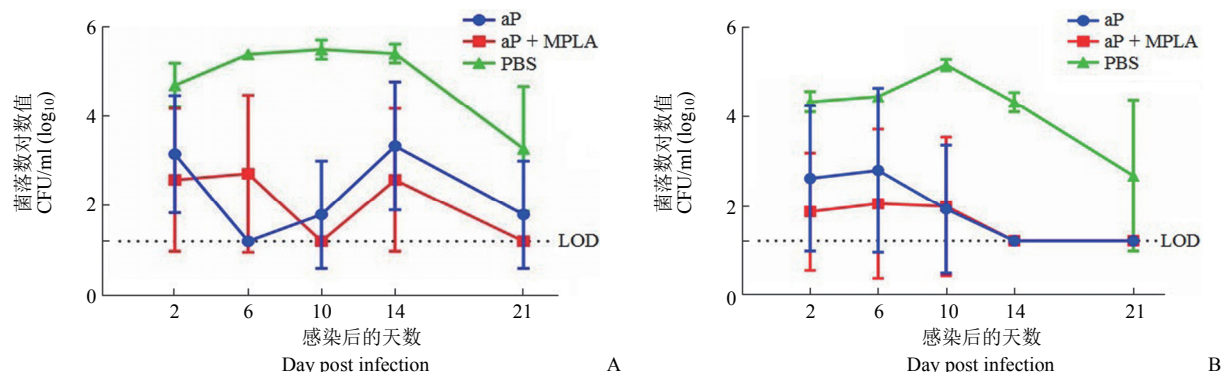 6
4
2
0
菌落数对数值
CFU/ml (log10)
aP
aP + MPLA
PBS
LOD
2 6 10 14 21
感染后的天数
Day post infection
A
6
4
2
0
菌落数对数值
CFU/ml (log10)
aP
aP + MPLA
PBS
LOD
2 6 10 14 21
感染后的天数
Day post infection
B